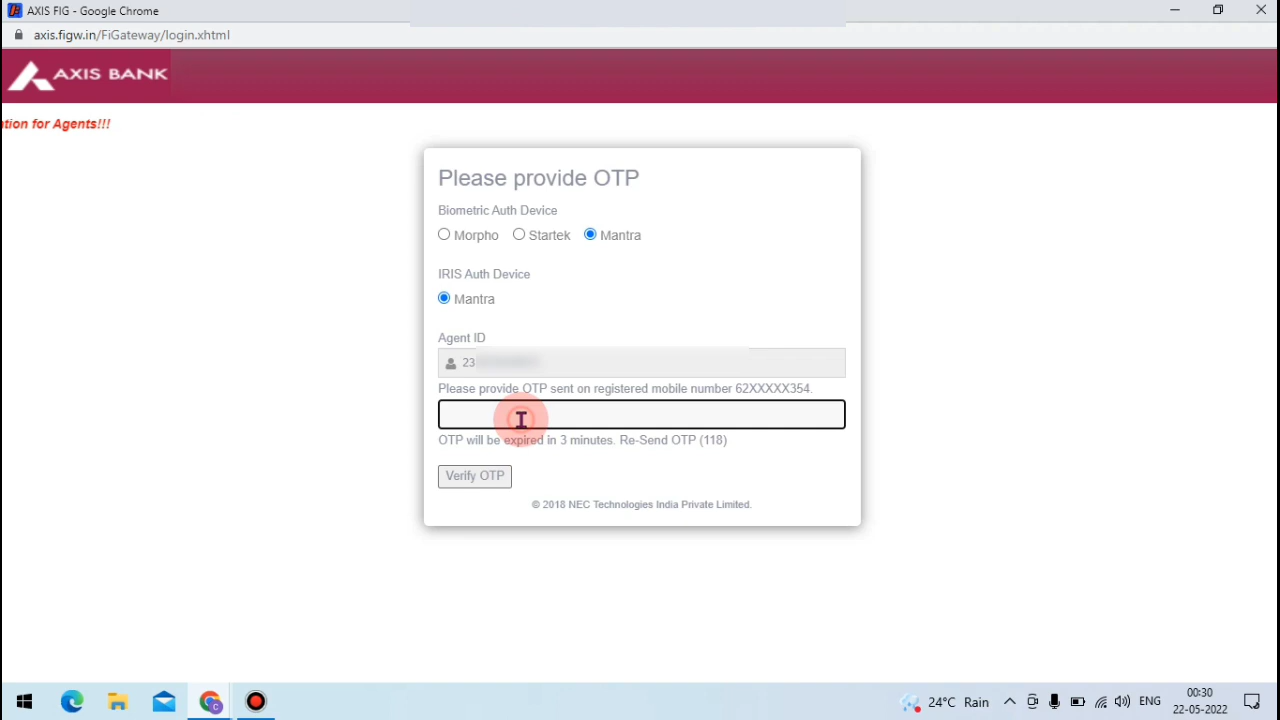 AXIS FIG - Google Chrome
axis.figw.in/FiGateway/login.xhtml
AXIS BANK
tion for Agents!!!
Please provide OTP
Biometric Auth Device
Morpho Startek Mantra
IRIS Auth Device
Mantra
Agent ID
23
Please provide OTP sent on registered mobile number 62XXXXX354.
OTP will be expired in 3 minutes. Re-Send OTP (118)
Verify OTP
© 2018 NEC Technologies India Private Limited.
24°C Rain ENG 00:30
22-05-2022